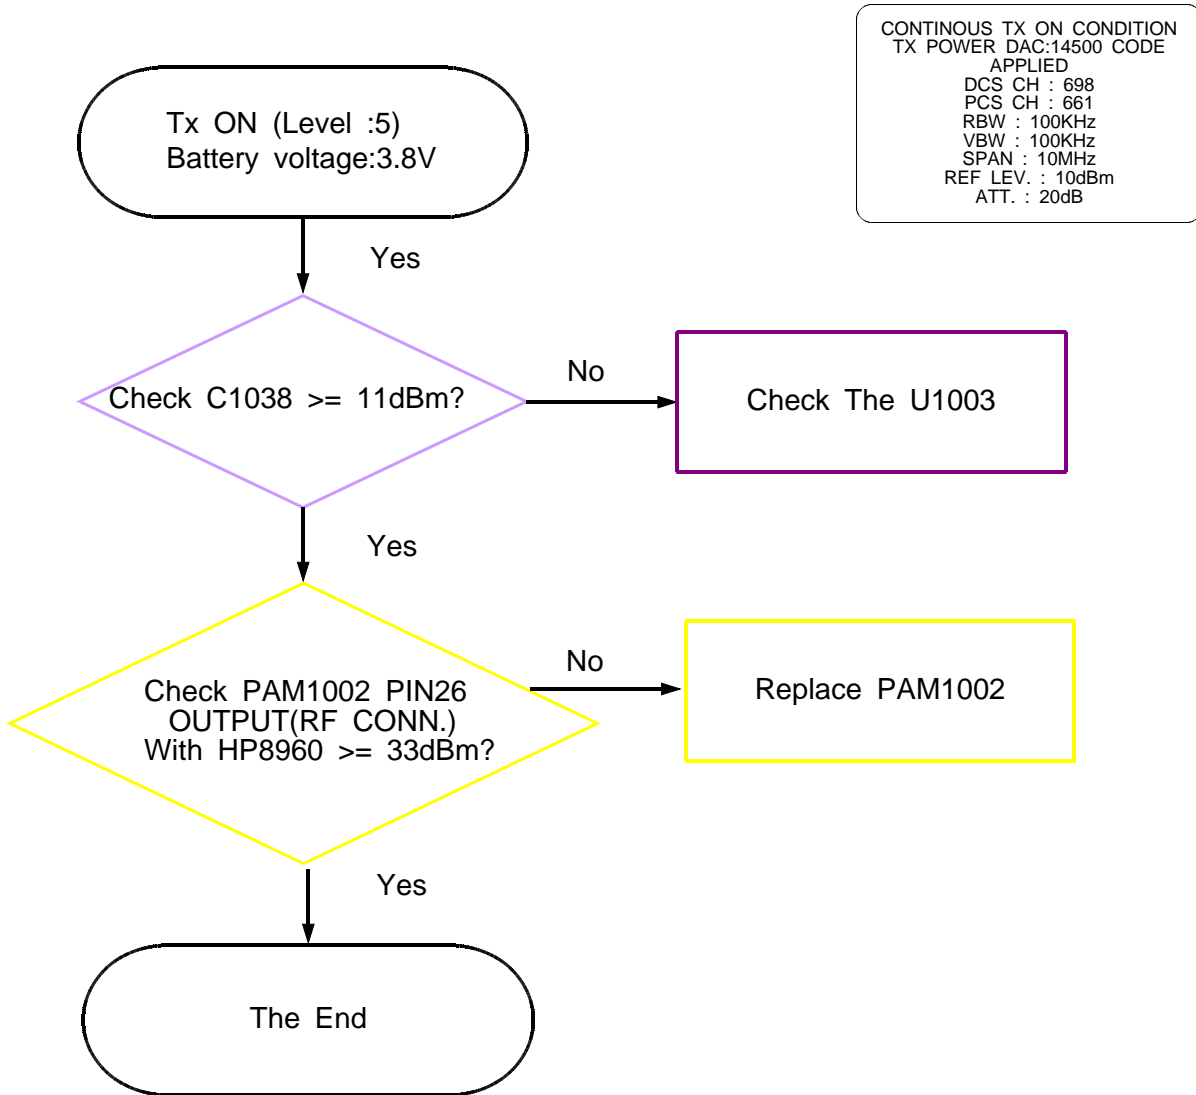 CONTINOUS TX ON CONDITION
TX POWER DAC:14500 CODE
APPLIED
DCS CH : 698
PCS CH : 661
RBW : 100KHz
VBW : 100KHz
SPAN : 10MHz
REF LEV. : 10dBm
ATT. : 20dB
Tx ON (Level :5)
Battery voltage:3.8V
Yes
Check C1038 >= 11dBm?
No
Check The U1003
Yes
Check PAM1002 PIN26
OUTPUT(RF CONN.)
With HP8960 >= 33dBm?
No
Replace PAM1002
Yes
The End